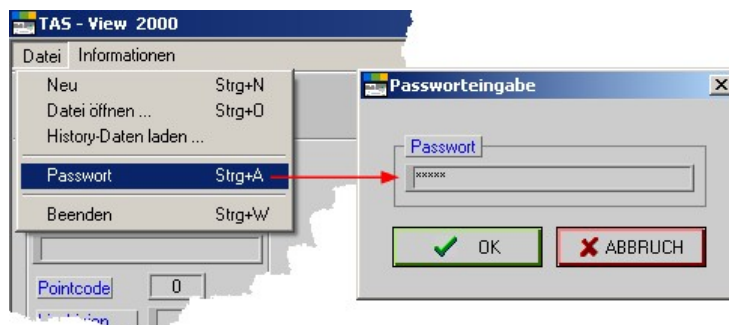 TAS - View 2000
Datei Informationen
Neu Strg+N
Datei öffnen ... Strg+O
History-Daten laden ...
Passwort Strg+A
Beenden Strg+W
Pointcode 0
Passworteingabe
Passwort
*****
OK ABBRUCH